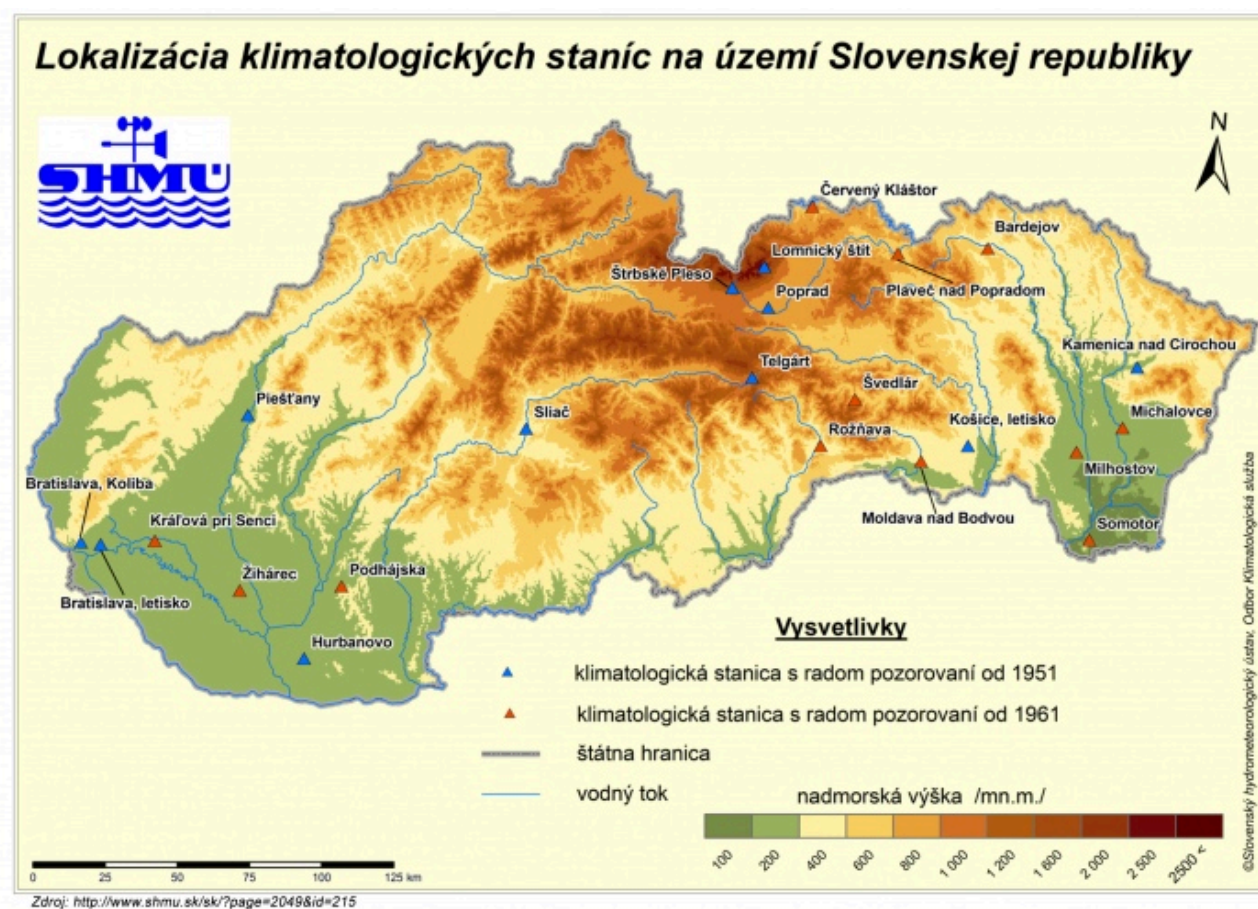 Lokalizácia klimatologických staníc na území Slovenskej republiky
SHMÚ
N
Červený Kláštor
Bardejov
Lomnický štít
Štrbské Pleso
Poprad
Plaveč nad Popradom
Kamenica nad Cirochou
Telgárt
Švedlár
Piešťany
Sliač
Michalovce
Rožňava
Košice, letisko
Milhostov
Bratislava, Koliba
Kráľová pri Senci
Moldava nad Bodvou
Somotor
Žihárec
Podhájska
Bratislava, letisko
Hurbanovo
Vysvetlivky
klimatologická stanica s radom pozorovaní od 1951
klimatologická stanica s radom pozorovaní od 1961
štátna hranica
vodný tok
nadmorská výška /mn.m./
100 200 400 600 800 1 000 1 200 1 600 2 000 2 500 2500 <
0 25 50 75 100 125 km
©Slovenský hydrometeorologický ústav, Odbor Klimatologická služba
Zdroj: http://www.shmu.sk/sk/?page=2049&id=215